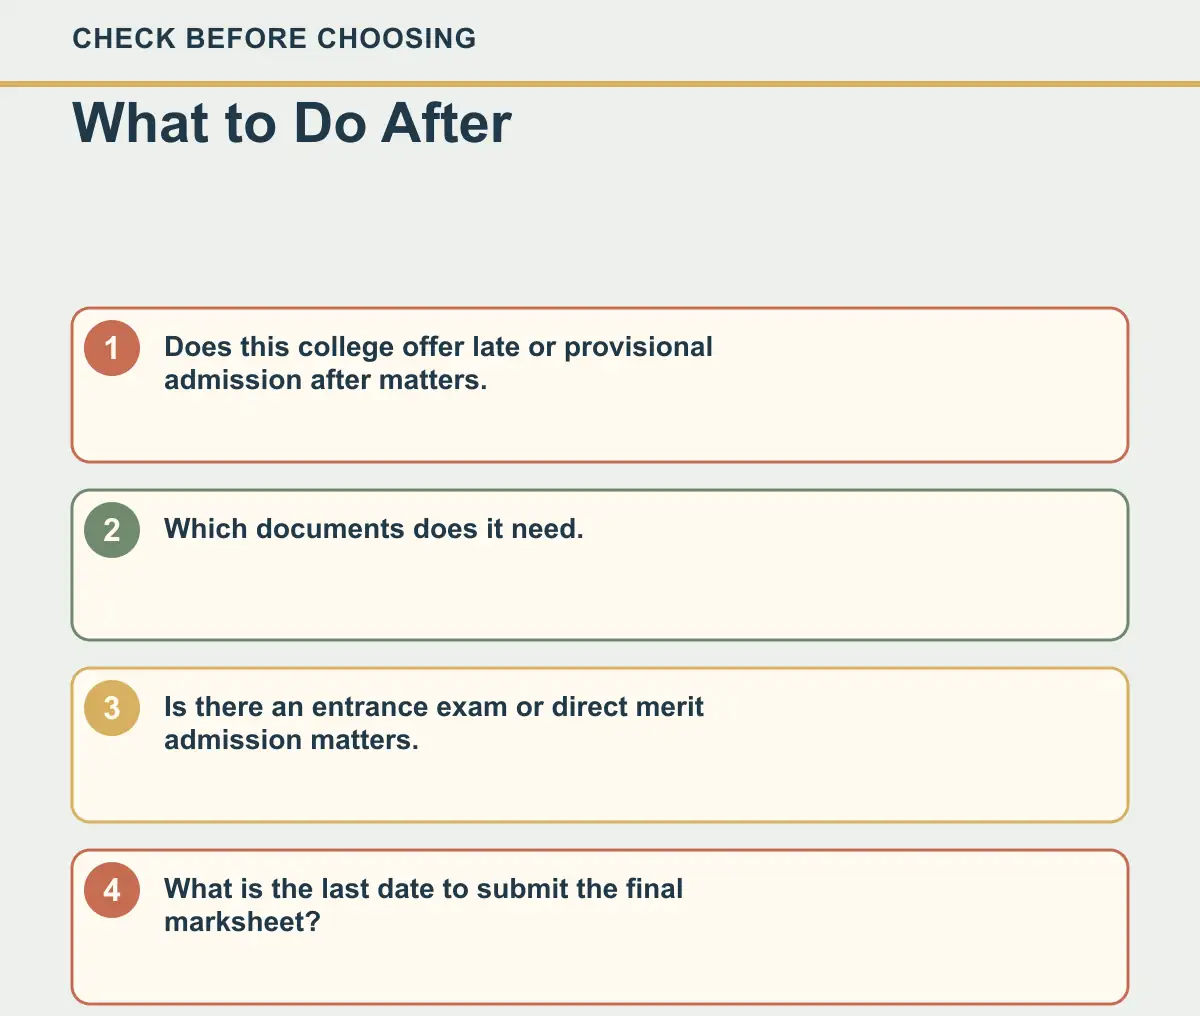 CHECK BEFORE CHOOSING
What to Do After
1
Does this college offer late or provisional
admission after matters.
2
Which documents does it need.
3
Is there an entrance exam or direct merit
admission matters.
4
What is the last date to submit the final
marksheet?